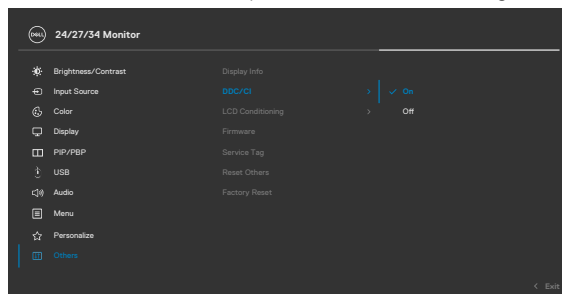 DELL 24/27/34 Monitor
Brightness/Contrast Display Info
Input Source DDC/CI > ✓ On
Color LCD Conditioning > Off
Display Firmware
PIP/PBP Service Tag
USB Reset Others
Audio Factory Reset
Menu
Personalize
Others
< Exit